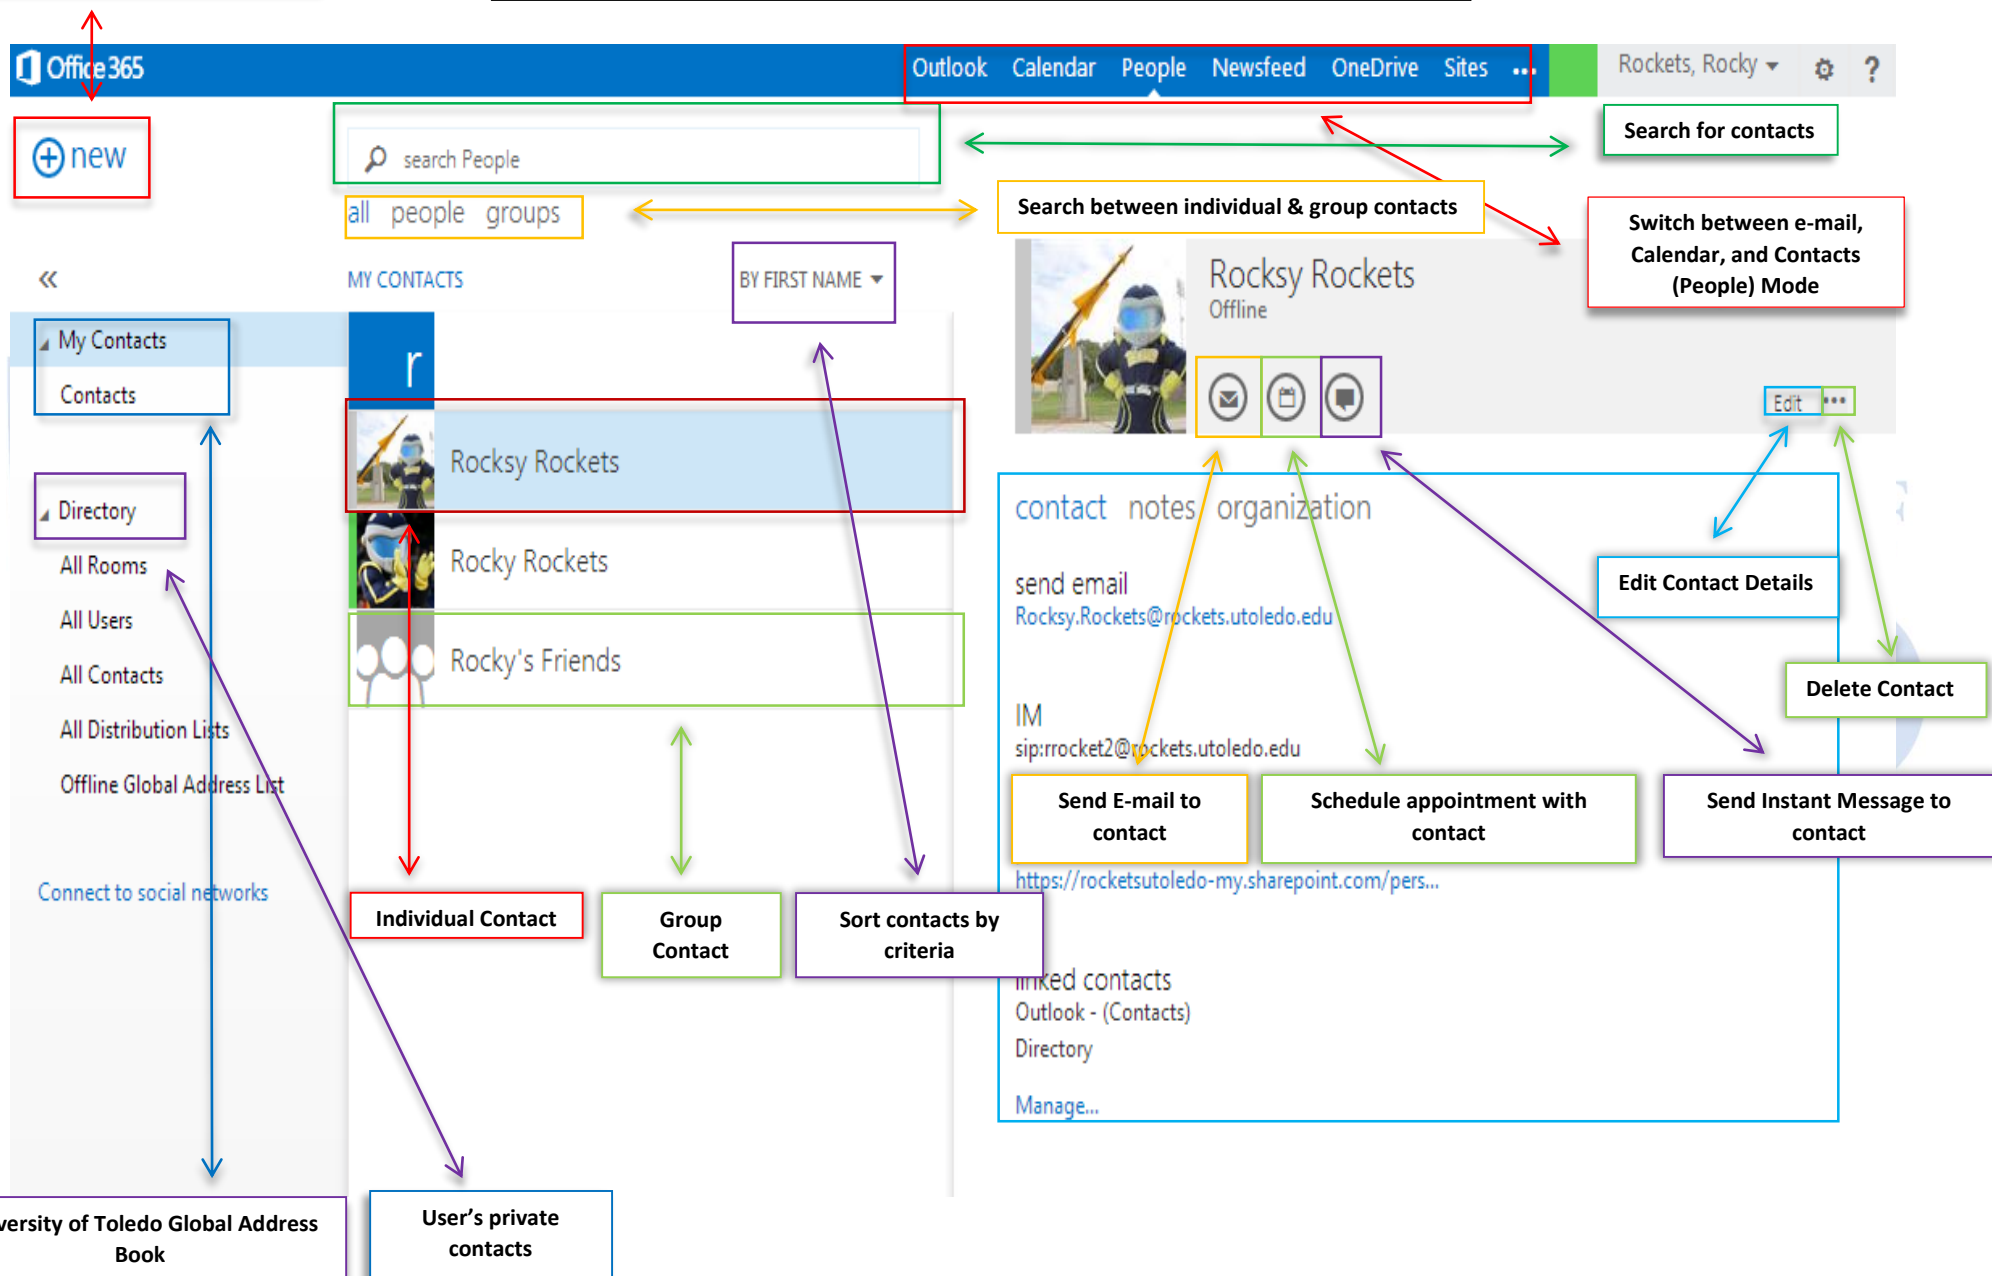 Office 365
Outlook Calendar People Newsfeed OneDrive Sites •••
Rockets, Rocky
?
new
search People
Search for contacts
all people groups
Search between individual & group contacts
Switch between e-mail,
Calendar, and Contacts
(People) Mode
«
MY CONTACTS
BY FIRST NAME
My Contacts
Contacts
Directory
All Rooms
All Users
All Contacts
All Distribution Lists
Offline Global Address List
Connect to social networks
r
Rocksy Rockets
Rocky Rockets
Rocky's Friends
Individual Contact
Group
Contact
Sort contacts by
criteria
Rocksy Rockets
Offline
Edit •••
contact notes organization
send email
Rocksy.Rockets@rockets.utoledo.edu
Edit Contact Details
Delete Contact
IM
sip:rrocket2@rockets.utoledo.edu
Send E-mail to
contact
Schedule appointment with
contact
Send Instant Message to
contact
https://rocketsutoledo-my.sharepoint.com/pers...
linked contacts
Outlook - (Contacts)
Directory
Manage...
versity of Toledo Global Address
Book
User’s private
contacts